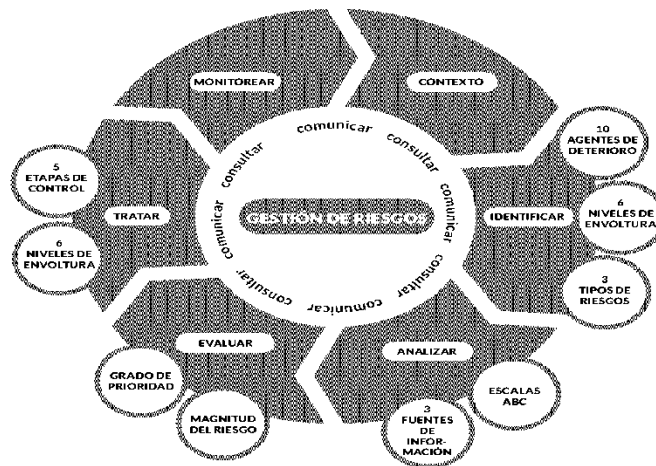 MONITOREAR
CONTEXTO
10
AGENTES DE
DETERIORO
6
NIVELES DE
ENVOLTURA
3
TIPOS DE
RIESGOS
IDENTIFICAR
ANALIZAR
ESCALAS
ABC
3
FUENTES
DE
INFOR-
MACIÓN
EVALUAR
MAGNITUD
DEL RIESGO
GRADO DE
PRIORIDAD
TRATAR
6
NIVELES DE
ENVOLTURA
5
ETAPAS DE
CONTROL
GESTIÓN DE RIESGOS
comunicar consultar comunicar consultar comunicar consultar comunicar consultar